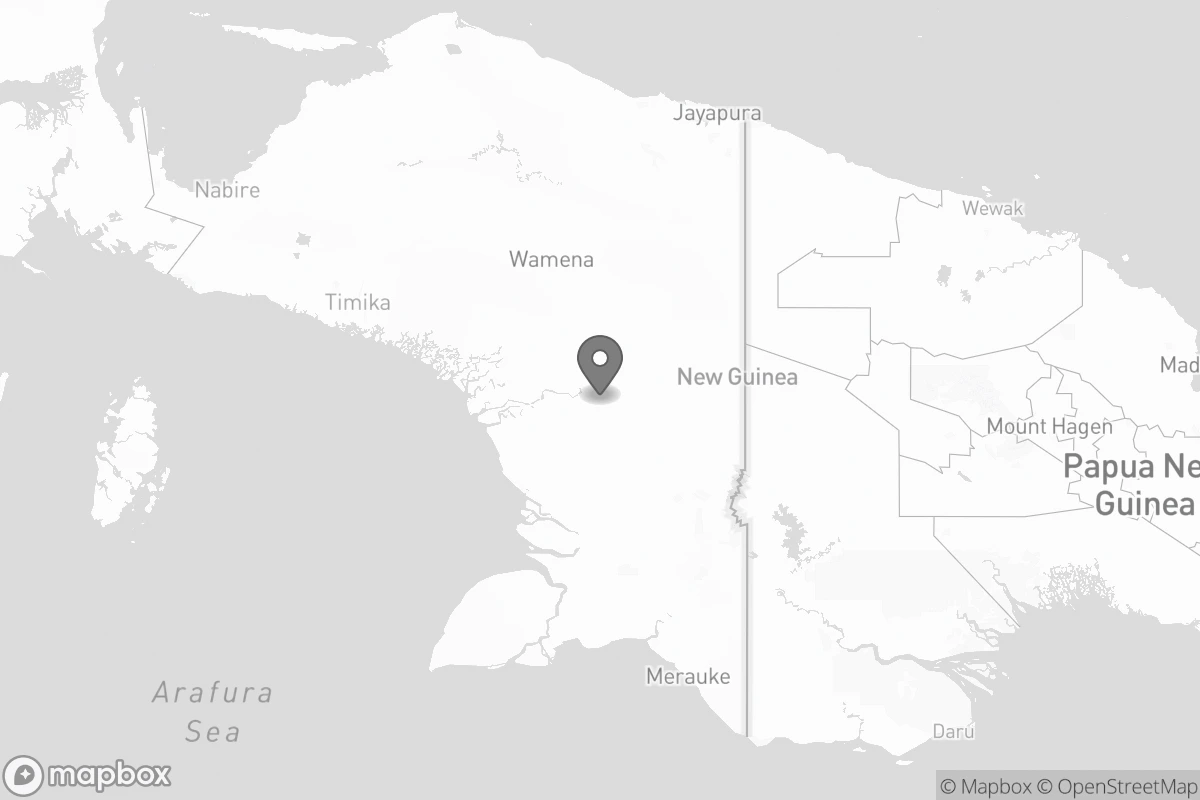 Jayapura
Nabire
Wewak
Wamena
Timika
New Guinea
Mad
Mount Hagen
Papua Ne
Guinea
Merauke
Arafura
Sea
Darú
mapbox
© Mapbox © OpenStreetMap